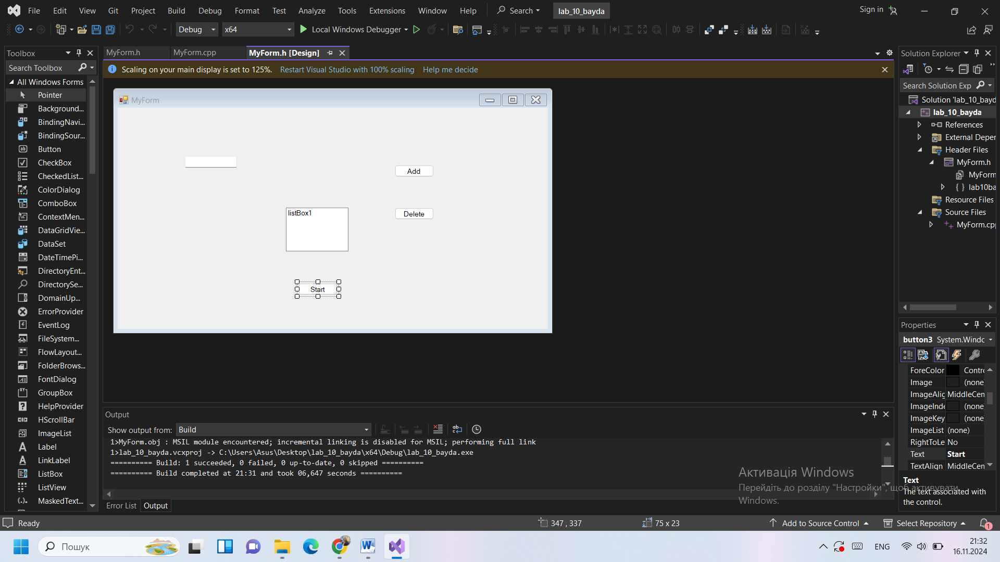 File Edit View Git Project Build Debug Format Test Analyze Tools Extensions Window Help Search lab_10_bayda Sign in
Debug x64 Local Windows Debugger
Toolbox
MyForm.h MyForm.cpp MyForm.h [Design]
Solution Explorer
Search Toolbox
Scaling on your main display is set to 125%. Restart Visual Studio with 100% scaling Help me decide
All Windows Forms
Pointer
Background...
BindingNavi...
BindingSour...
Button
CheckBox
CheckedList...
ColorDialog
ComboBox
ContextMen...
DataGridVie...
DataSet
DateTimePi...
DirectoryEnt...
DirectorySe...
DomainUp...
ErrorProvider
EventLog
FileSystem...
FlowLayout...
FolderBrows...
FontDialog
GroupBox
HelpProvider
HScrollBar
ImageList
Label
LinkLabel
ListBox
ListView
MaskedText...
MyForm
Add
listBox1
Delete
Start
Search Solution Exp
Solution 'lab_10_bayd
lab_10_bayda
References
External Deper
Header Files
MyForm.h
MyForm
lab10ba
Resource Files
Source Files
MyForm.cpp
Properties
button3 System.Windo
ForeColor Contro
Image (none
ImageAlig MiddleCen
ImageInde (none
ImageKey (none
ImageList (none)
RightToLe No
Text Start
TextAlign MiddleCen
Text
The text associated with
the control.
Output
Show output from: Build
1>MyForm.obj : MSIL module encountered; incremental linking is disabled for MSIL; performing full link
1>lab_10_bayda.vcxproj -> C:\Users\Asus\Desktop\lab_10_bayda\x64\Debug\lab_10_bayda.exe
========== Build: 1 succeeded, 0 failed, 0 up-to-date, 0 skipped ==========
========== Build completed at 21:31 and took 06,647 seconds ==========
Активація Windows
Перейдіть до розділу "Настройки", щоб активувати
Windows.
Error List Output
Ready 347 , 337 75 x 23 Add to Source Control Select Repository 1
Пошук ENG 21:32
16.11.2024